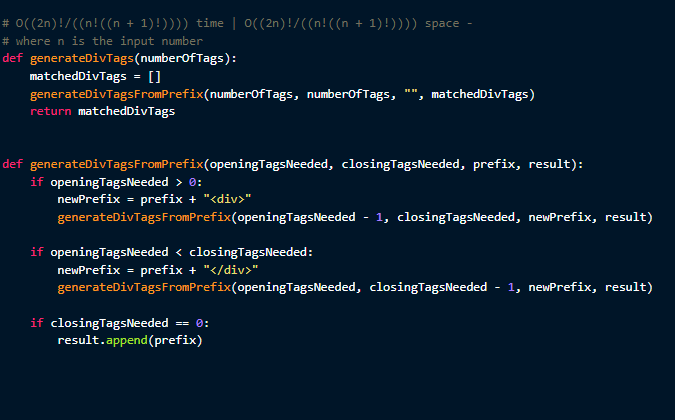 # O((2n)!/((n!((n + 1)!)))) time | O((2n)!/((n!((n + 1)!)))) space -
# where n is the input number
def generateDivTags(numberOfTags):
    matchedDivTags = []
    generateDivTagsFromPrefix(numberOfTags, numberOfTags, "", matchedDivTags)
    return matchedDivTags
def generateDivTagsFromPrefix(openingTagsNeeded, closingTagsNeeded, prefix, result):
    if openingTagsNeeded > 0:
        newPrefix = prefix + "<div>"
        generateDivTagsFromPrefix(openingTagsNeeded - 1, closingTagsNeeded, newPrefix, result)
    if openingTagsNeeded < closingTagsNeeded:
        newPrefix = prefix + "</div>"
        generateDivTagsFromPrefix(openingTagsNeeded, closingTagsNeeded - 1, newPrefix, result)
    if closingTagsNeeded == 0:
        result.append(prefix)